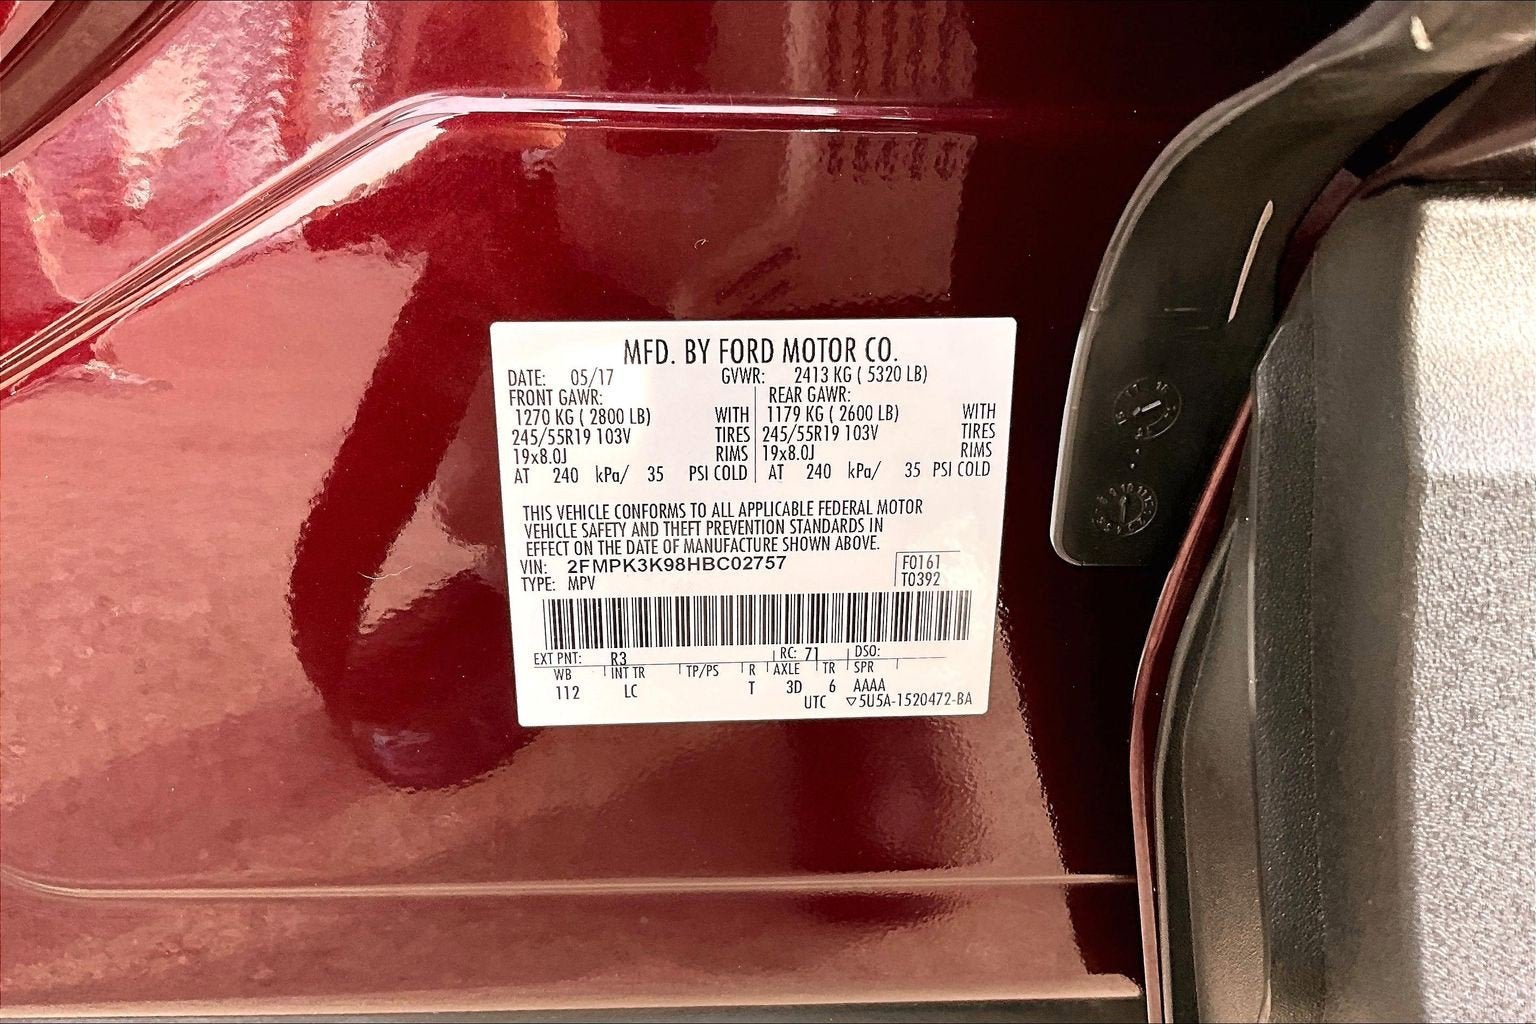 MFD. BY FORD MOTOR CO.
DATE: 05/17 GVWR: 2413 KG ( 5320 LB)
FRONT GAWR: REAR GAWR:
1270 KG ( 2800 LB) WITH 1179 KG ( 2600 LB) WITH
245/55R19 103V TIRES 245/55R19 103V TIRES
19x8.0J RIMS 19x8.0J RIMS
AT 240 kPa/ 35 PSI COLD AT 240 kPa/ 35 PSI COLD
THIS VEHICLE CONFORMS TO ALL APPLICABLE FEDERAL MOTOR
VEHICLE SAFETY AND THEFT PREVENTION STANDARDS IN
EFFECT ON THE DATE OF MANUFACTURE SHOWN ABOVE.
VIN: 2FMPK3K98HBC02757 F0161
TYPE: MPV T0392
EXT PNT: R3 RC: 71 DSO:
WB INT TR TP/PS R AXLE TR SPR
112 LC T 3D 6 AAAA
UTC ▽5U5A-1520472-BA